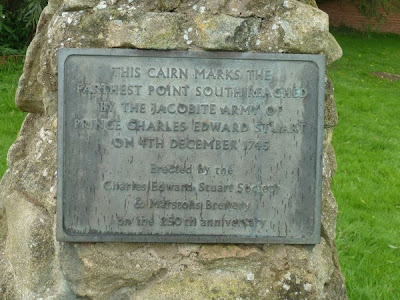 THIS CAIRN MARKS THE
FARTHEST POINT SOUTH REACHED
BY THE JACOBITE ARMY OF
PRINCE CHARLES EDWARD STUART
ON 4TH DECEMBER 1745
Erected by the
Charles Edward Stuart Society
& Marstons Brewery
on the 250th anniversary